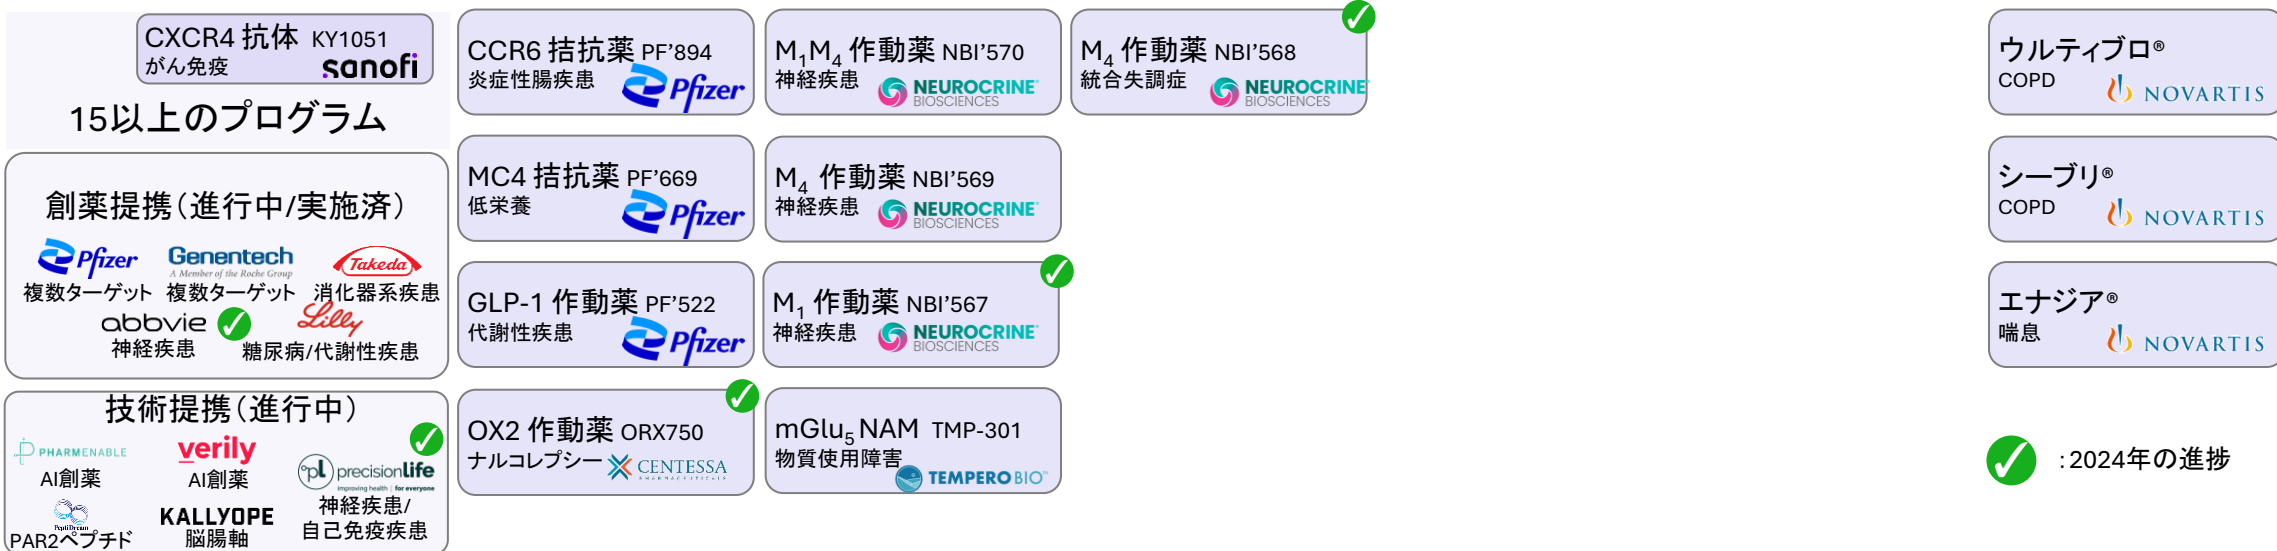 CXCR4 抗体 KY1051
がん免疫
sanofi
15以上のプログラム
創薬提携（進行中/実施済）
Pfizer
複数ターゲット
Genentech
A Member of the Roche Group
複数ターゲット
Takeda
消化器系疾患
abbvie
神経疾患
Lilly
糖尿病/代謝性疾患
技術提携（進行中）
PHARMENABLE
AI創薬
verily
AI創薬
precisionlife
improving health | for everyone
神経疾患/
自己免疫疾患
PeptiDream
PAR2ペプチド
KALLYOPE
脳腸軸
CCR6 拮抗薬 PF’894
炎症性腸疾患
Pfizer
MC4 拮抗薬 PF’669
低栄養
Pfizer
GLP-1 作動薬 PF’522
代謝性疾患
Pfizer
OX2 作動薬 ORX750
ナルコレプシー
CENTESSA
PHARMACEUTICALS
M₁M₄ 作動薬 NBI’570
神経疾患
NEUROCRINE
BIOSCIENCES
M₄ 作動薬 NBI’569
神経疾患
NEUROCRINE
BIOSCIENCES
M₁ 作動薬 NBI’567
神経疾患
NEUROCRINE
BIOSCIENCES
mGlu₅ NAM TMP-301
物質使用障害
TEMPERO BIO™
M₄ 作動薬 NBI’568
統合失調症
NEUROCRINE
BIOSCIENCES
ウルティブロ®
COPD
NOVARTIS
シーブリ®
COPD
NOVARTIS
エナジア®
喘息
NOVARTIS
：2024年の進捗